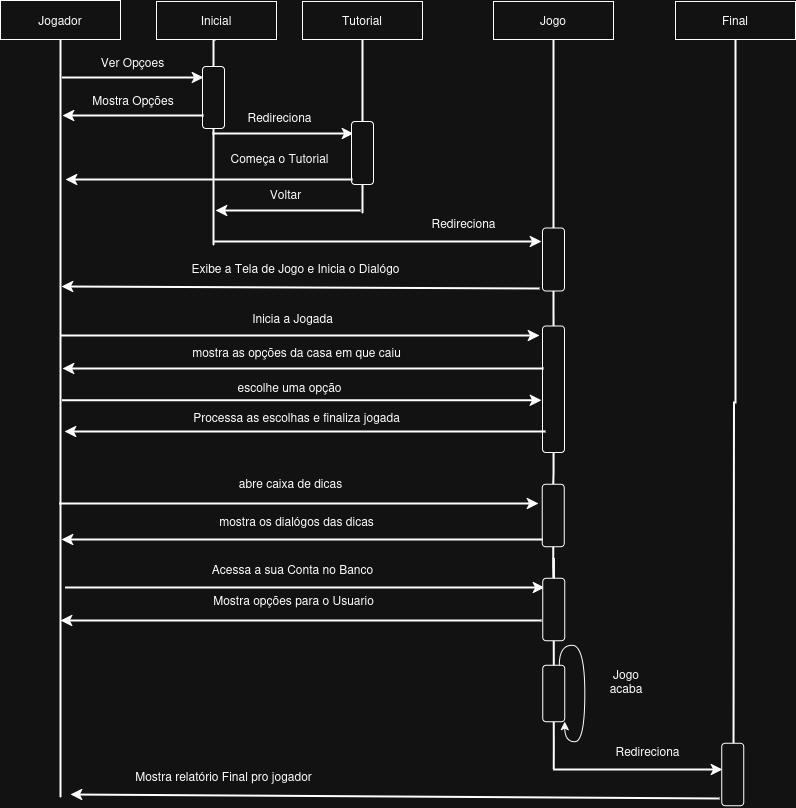 Jogador
Inicial
Tutorial
Jogo
Final
Ver Opçoes
Mostra Opções
Redireciona
Começa o Tutorial
Voltar
Redireciona
Exibe a Tela de Jogo e Inicia o Dialógo
Inicia a Jogada
mostra as opções da casa em que caiu
escolhe uma opção
Processa as escolhas e finaliza jogada
abre caixa de dicas
mostra os dialógos das dicas
Acessa a sua Conta no Banco
Mostra opções para o Usuario
Jogo
acaba
Redireciona
Mostra relatório Final pro jogador